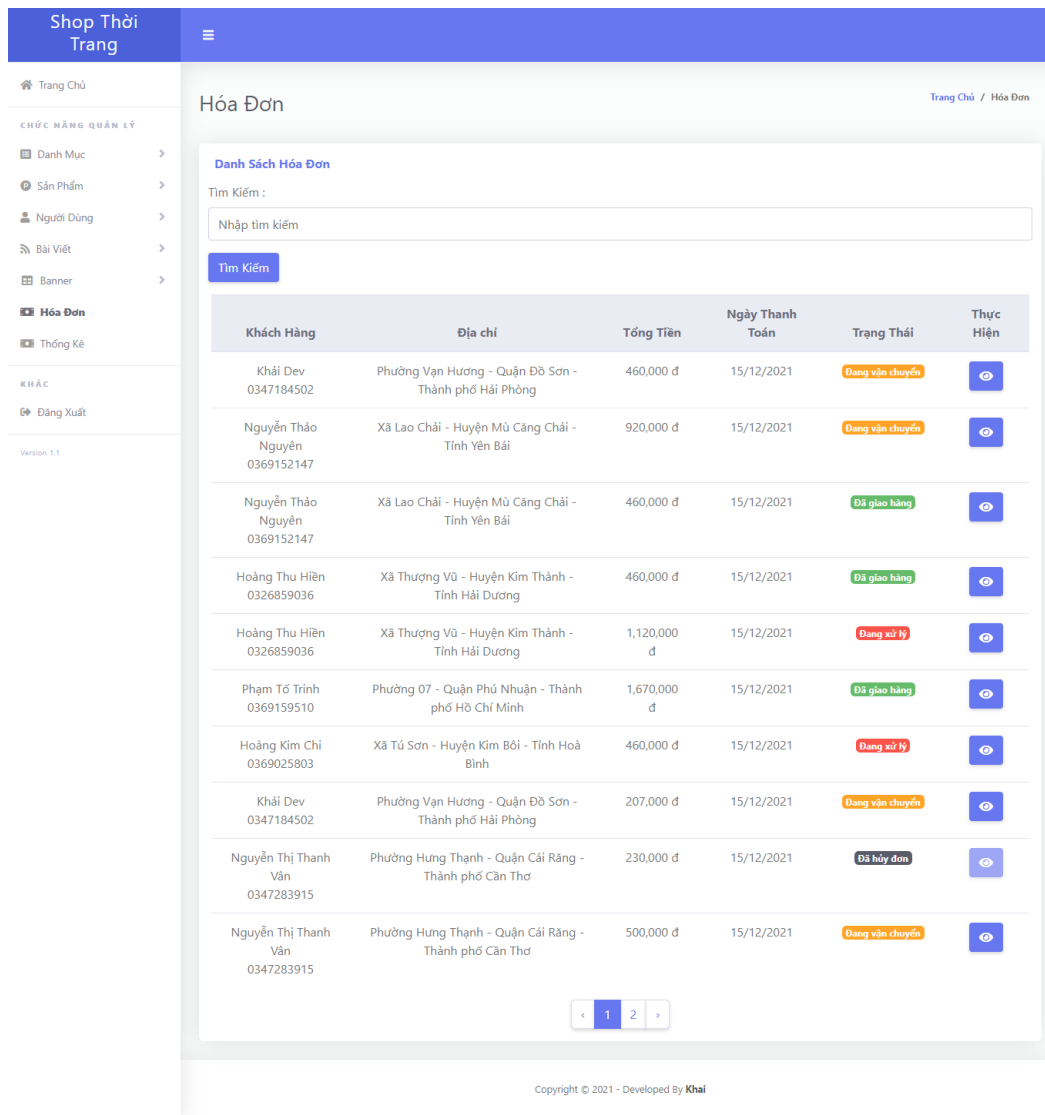 Shop Thời
Trang
Trang Chủ
CHỨC NĂNG QUẢN LÝ
Danh Mục
Sản Phẩm
Người Dùng
Bài Viết
Banner
Hóa Đơn
Thống Kê
KHÁC
Đăng Xuất
Version 1.1
Hóa Đơn
Trang Chủ / Hóa Đơn
Danh Sách Hóa Đơn
Tìm Kiếm :
Nhập tìm kiếm
Tìm Kiếm
Ngày Thanh Thực
Khách Hàng Địa chỉ Tổng Tiền Toán Trạng Thái Hiện
Khải Dev Phường Vạn Hương - Quận Đồ Sơn - 460,000 đ 15/12/2021 Đang vận chuyển
0347184502 Thành phố Hải Phòng
Nguyễn Thảo Xã Lao Chải - Huyện Mù Căng Chải - 920,000 đ 15/12/2021 Đang vận chuyển
Nguyên Tỉnh Yên Bái
0369152147
Nguyễn Thảo Xã Lao Chải - Huyện Mù Căng Chải - 460,000 đ 15/12/2021 Đã giao hàng
Nguyên Tỉnh Yên Bái
0369152147
Hoàng Thu Hiền Xã Thượng Vũ - Huyện Kim Thành - 460,000 đ 15/12/2021 Đã giao hàng
0326859036 Tỉnh Hải Dương
Hoàng Thu Hiền Xã Thượng Vũ - Huyện Kim Thành - 1,120,000 15/12/2021 Đang xử lý
0326859036 Tỉnh Hải Dương đ
Phạm Tố Trinh Phường 07 - Quận Phú Nhuận - Thành 1,670,000 15/12/2021 Đã giao hàng
0369159510 phố Hồ Chí Minh đ
Hoàng Kim Chi Xã Tú Sơn - Huyện Kim Bôi - Tỉnh Hoà 460,000 đ 15/12/2021 Đang xử lý
0369025803 Bình
Khải Dev Phường Vạn Hương - Quận Đồ Sơn - 207,000 đ 15/12/2021 Đang vận chuyển
0347184502 Thành phố Hải Phòng
Nguyễn Thị Thanh Phường Hưng Thạnh - Quận Cái Răng - 230,000 đ 15/12/2021 Đã hủy đơn
Vân Thành phố Cần Thơ
0347283915
Nguyễn Thị Thanh Phường Hưng Thạnh - Quận Cái Răng - 500,000 đ 15/12/2021 Đang vận chuyển
Vân Thành phố Cần Thơ
0347283915
‹ 1 2 ›
Copyright © 2021 - Developed By Khai